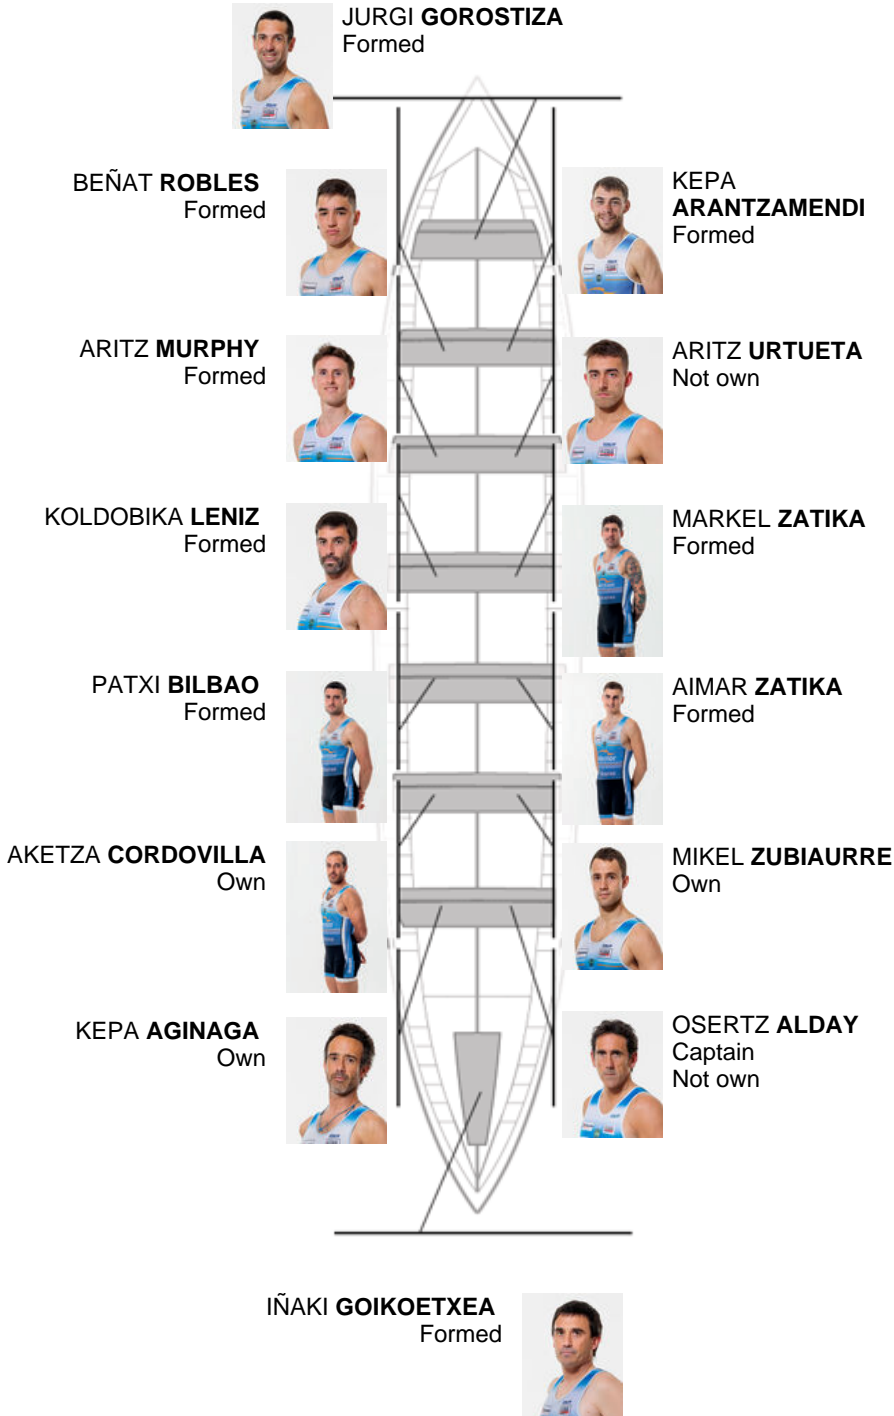 JURGI GOROSTIZA
Formed
BEÑAT ROBLES
Formed
KEPA
ARANTZAMENDI
Formed
ARITZ MURPHY
Formed
ARITZ URTUETA
Not own
KOLDOBIKA LENIZ
Formed
MARKEL ZATIKA
Formed
PATXI BILBAO
Formed
AIMAR ZATIKA
Formed
AKETZA CORDOVILLA
Own
MIKEL ZUBIAURRE
Own
KEPA AGINAGA
Own
OSERTZ ALDAY
Captain
Not own
IÑAKI GOIKOETXEA
Formed